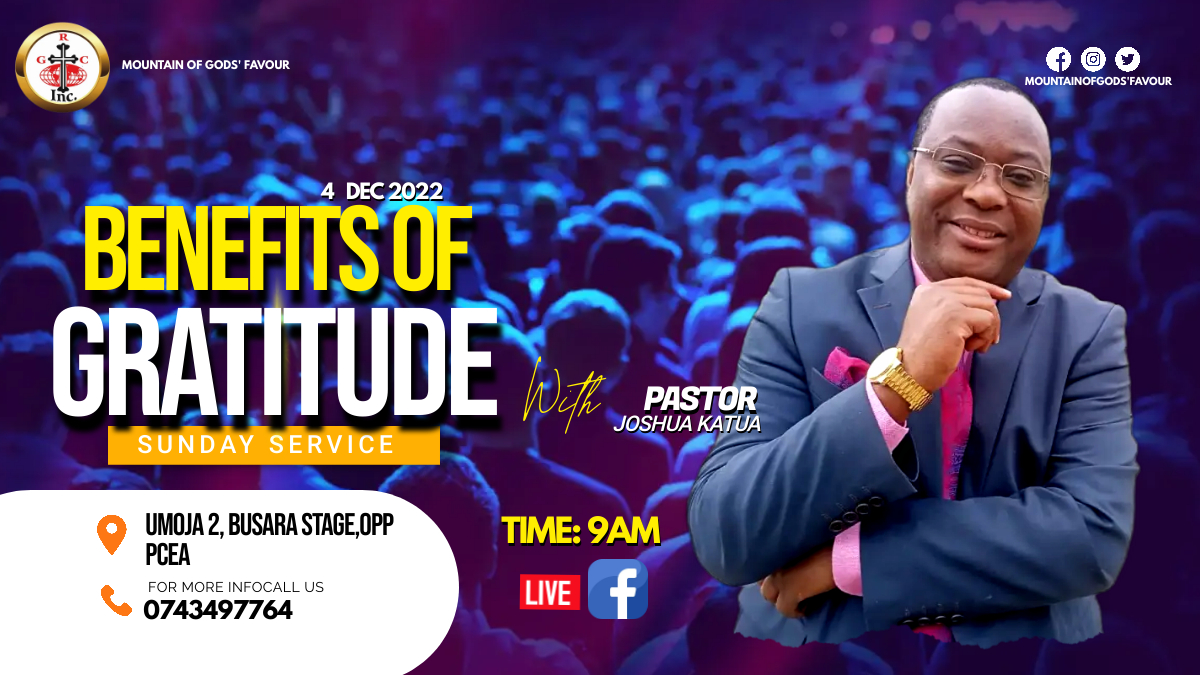 R
G C
Inc.
MOUNTAIN OF GODS' FAVOUR
MOUNTAINOFGODS'FAVOUR
4 DEC 2022
BENEFITS OF
GRATITUDE
SUNDAY SERVICE
With
PASTOR
JOSHUA KATUA
UMOJA 2, BUSARA STAGE,OPP
PCEA
FOR MORE INFOCALL US
0743497764
TIME: 9AM
LIVE